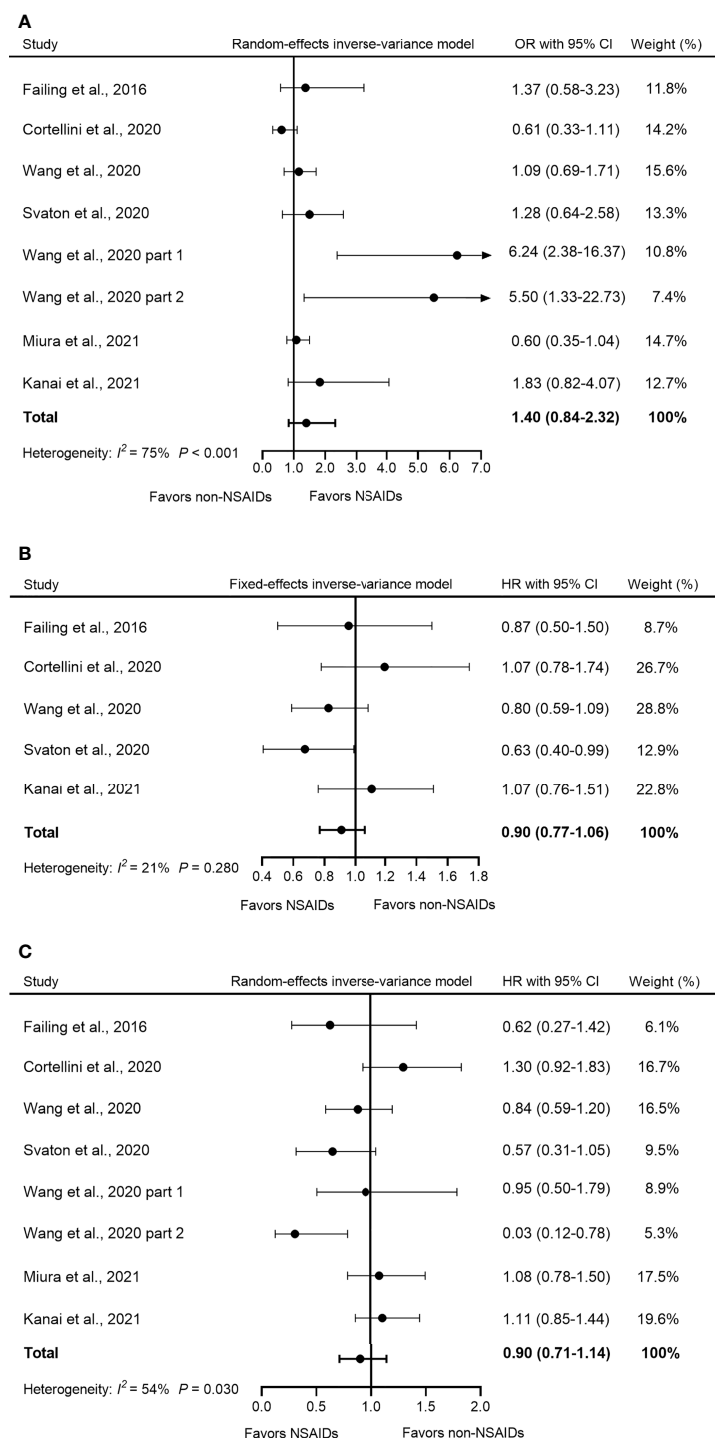 A
Study Random-effects inverse-variance model OR with 95% CI Weight (%)
Failing et al., 2016 1.37 (0.58-3.23) 11.8%
Cortellini et al., 2020 0.61 (0.33-1.11) 14.2%
Wang et al., 2020 1.09 (0.69-1.71) 15.6%
Svaton et al., 2020 1.28 (0.64-2.58) 13.3%
Wang et al., 2020 part 1 6.24 (2.38-16.37) 10.8%
Wang et al., 2020 part 2 5.50 (1.33-22.73) 7.4%
Miura et al., 2021 0.60 (0.35-1.04) 14.7%
Kanai et al., 2021 1.83 (0.82-4.07) 12.7%
Total 1.40 (0.84-2.32) 100%
Heterogeneity: I² = 75% P < 0.001
0.0 1.0 2.0 3.0 4.0 5.0 6.0 7.0
Favors non-NSAIDs Favors NSAIDs
B
Study Fixed-effects inverse-variance model HR with 95% CI Weight (%)
Failing et al., 2016 0.87 (0.50-1.50) 8.7%
Cortellini et al., 2020 1.07 (0.78-1.74) 26.7%
Wang et al., 2020 0.80 (0.59-1.09) 28.8%
Svaton et al., 2020 0.63 (0.40-0.99) 12.9%
Kanai et al., 2021 1.07 (0.76-1.51) 22.8%
Total 0.90 (0.77-1.06) 100%
Heterogeneity: I² = 21% P = 0.280
0.4 0.6 0.8 1.0 1.2 1.4 1.6 1.8
Favors NSAIDs Favors non-NSAIDs
C
Study Random-effects inverse-variance model HR with 95% CI Weight (%)
Failing et al., 2016 0.62 (0.27-1.42) 6.1%
Cortellini et al., 2020 1.30 (0.92-1.83) 16.7%
Wang et al., 2020 0.84 (0.59-1.20) 16.5%
Svaton et al., 2020 0.57 (0.31-1.05) 9.5%
Wang et al., 2020 part 1 0.95 (0.50-1.79) 8.9%
Wang et al., 2020 part 2 0.03 (0.12-0.78) 5.3%
Miura et al., 2021 1.08 (0.78-1.50) 17.5%
Kanai et al., 2021 1.11 (0.85-1.44) 19.6%
Total 0.90 (0.71-1.14) 100%
Heterogeneity: I² = 54% P = 0.030
0.0 0.5 1.0 1.5 2.0
Favors NSAIDs Favors non-NSAIDs